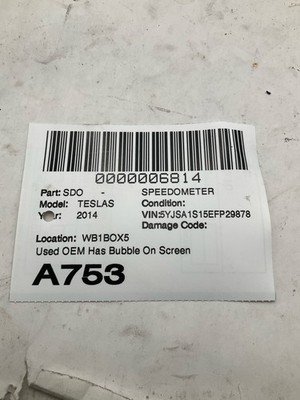 0000006814
Part: SDO - SPEEDOMETER
Model: TESLAS Condition:
Year: 2014 VIN:5YJSA1S15EFP29878
Damage Code:
Location: WB1BOX5
Used OEM Has Bubble On Screen
A753